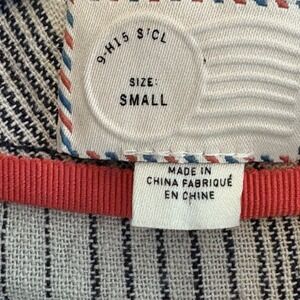 9-H15 S'CL
SIZE:
SMALL
MADE IN
CHINA FABRIQUÉ
EN CHINE